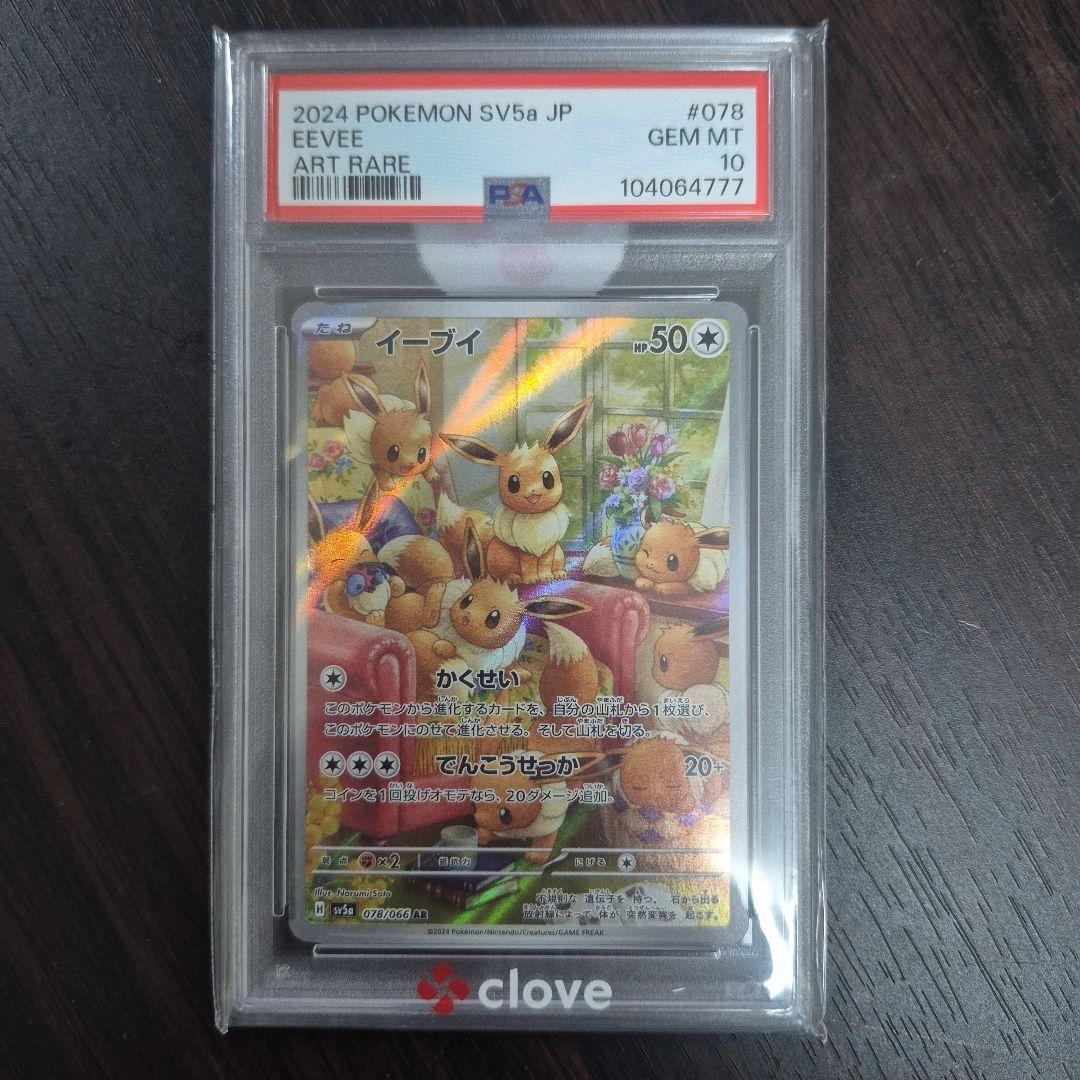 2024 POKEMON SV5a JP #078
EEVEE GEM MT
ART RARE 10
104064777
PSA
たね イーブイ HP50
かくせい
このポケモンから進化するカードを、自分の山札から1枚選び、
このポケモンにのせて進化させる。そして山札を切る。
でんこうせっか 20+
コインを1回投げオモテなら、20ダメージ追加。
弱点 ×2 抵抗力 にげる
Illus. Narumi Sato
不規則な 遺伝子を 持つ。 石から出る
H sv5a 078/066 AR
放射線によって 体が 突然変異を 起こす。
©2024 Pokémon/Nintendo/Creatures/GAME FREAK.
clove